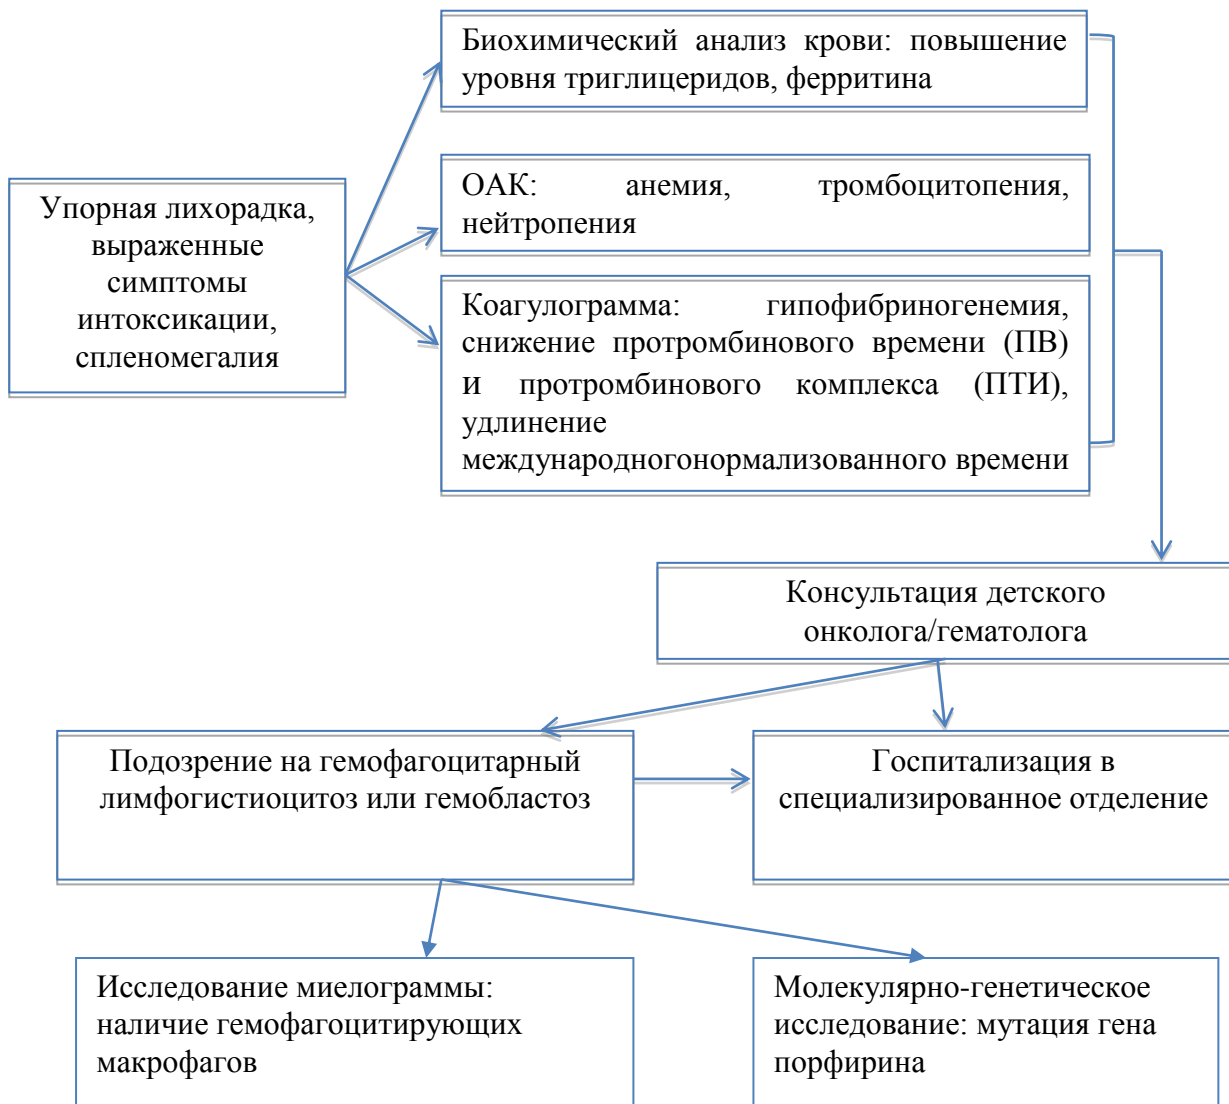 Биохимический анализ крови: повышение
уровня триглицеридов, ферритина
ОАК: анемия, тромбоцитопения,
нейтропения
Упорная лихорадка,
выраженные
симптомы
интоксикации,
спленомегалия
Коагулограмма: гипофибриногенемия,
снижение протромбинового времени (ПВ)
и протромбинового комплекса (ПТИ),
удлинение
международногонормализованного времени
Консультация детского
онколога/гематолога
Подозрение на гемофагоцитарный
лимфогистиоцитоз или гемобластоз
Госпитализация в
специализированное отделение
Исследование миелограммы:
наличие гемофагоцитирующих
макрофагов
Молекулярно-генетическое
исследование: мутация гена
порфирина